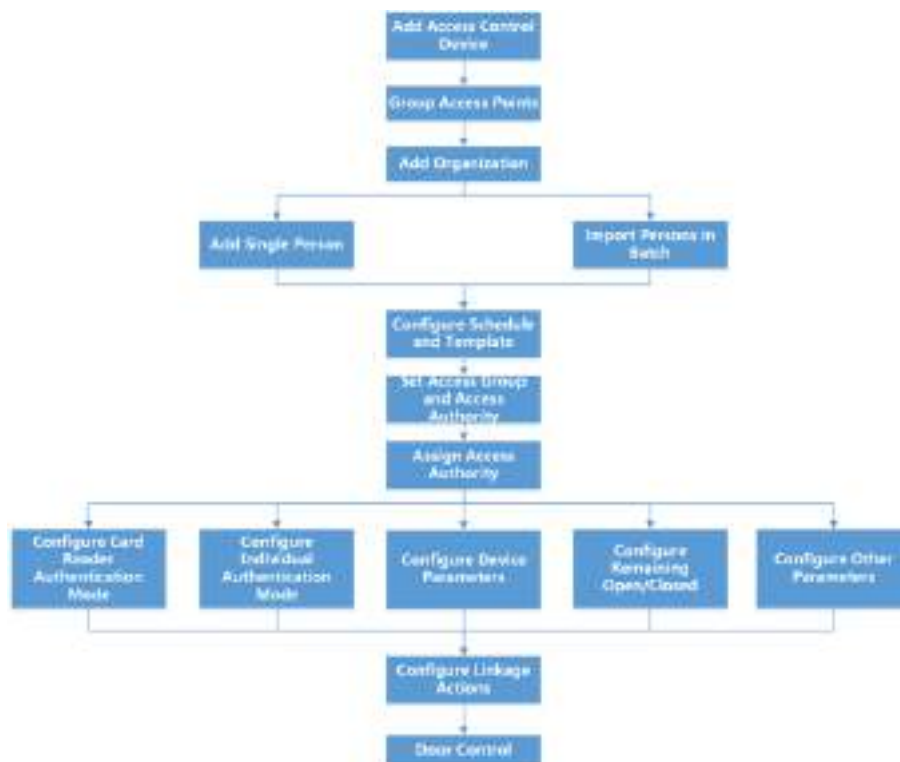 Add Access Control
Device
Group Access Points
Add Organization
Add Single Person
Import Persons in
Batch
Configure Schedule
and Template
Set Access Group
and Access
Authority
Assign Access
Authority
Configure Card
Reader
Authentication
Mode
Configure
Individual
Authentication
Mode
Configure Device
Parameters
Configure
Remaining
Open/Closed
Configure Other
Parameters
Configure Linkage
Actions
Door Control